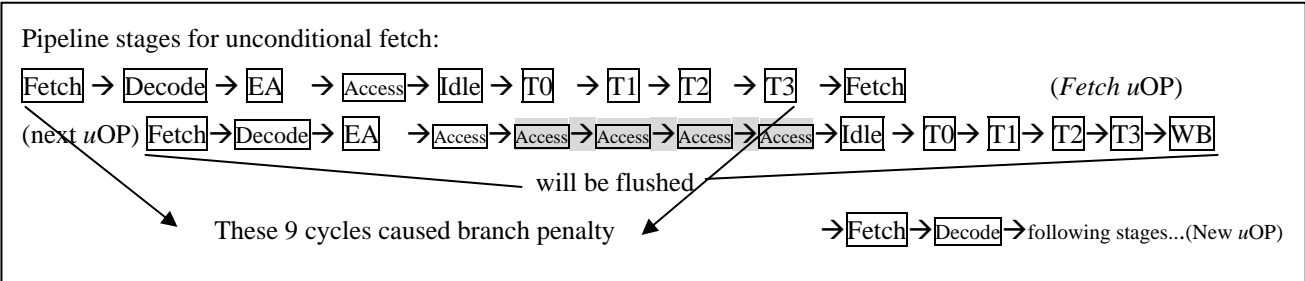 Pipeline stages for unconditional fetch:
Fetch → Decode → EA → Access → Idle → T0 → T1 → T2 → T3 → Fetch (Fetch uOP)
(next uOP) Fetch → Decode → EA → Access → Access → Access → Access → Access → Idle → T0 → T1 → T2 → T3 → WB
will be flushed
These 9 cycles caused branch penalty → Fetch → Decode → following stages...(New uOP)